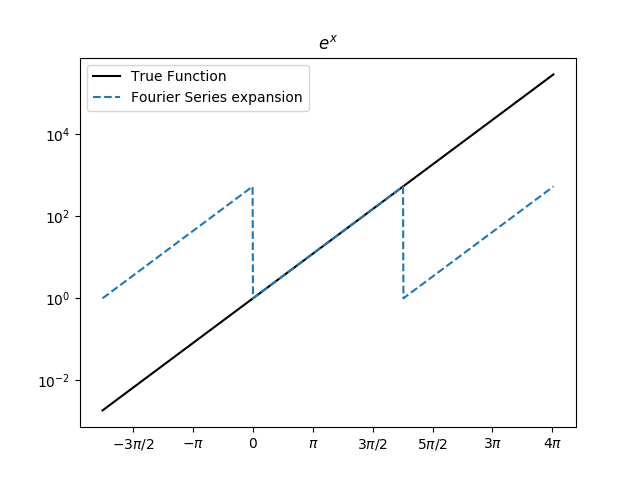 e^x
True Function
Fourier Series expansion
10^4
10^2
10^0
10^−2
−3π/2
−π
0
π
3π/2
5π/2
3π
4π